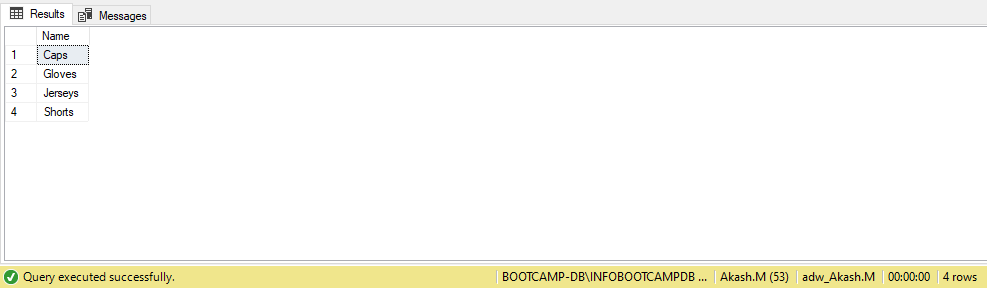 Results Messages
Name
1 Caps
2 Gloves
3 Jerseys
4 Shorts
Query executed successfully. BOOTCAMP-DB\INFOBOOTCAMPDB ... Akash.M (53) adw_Akash.M 00:00:00 4 rows